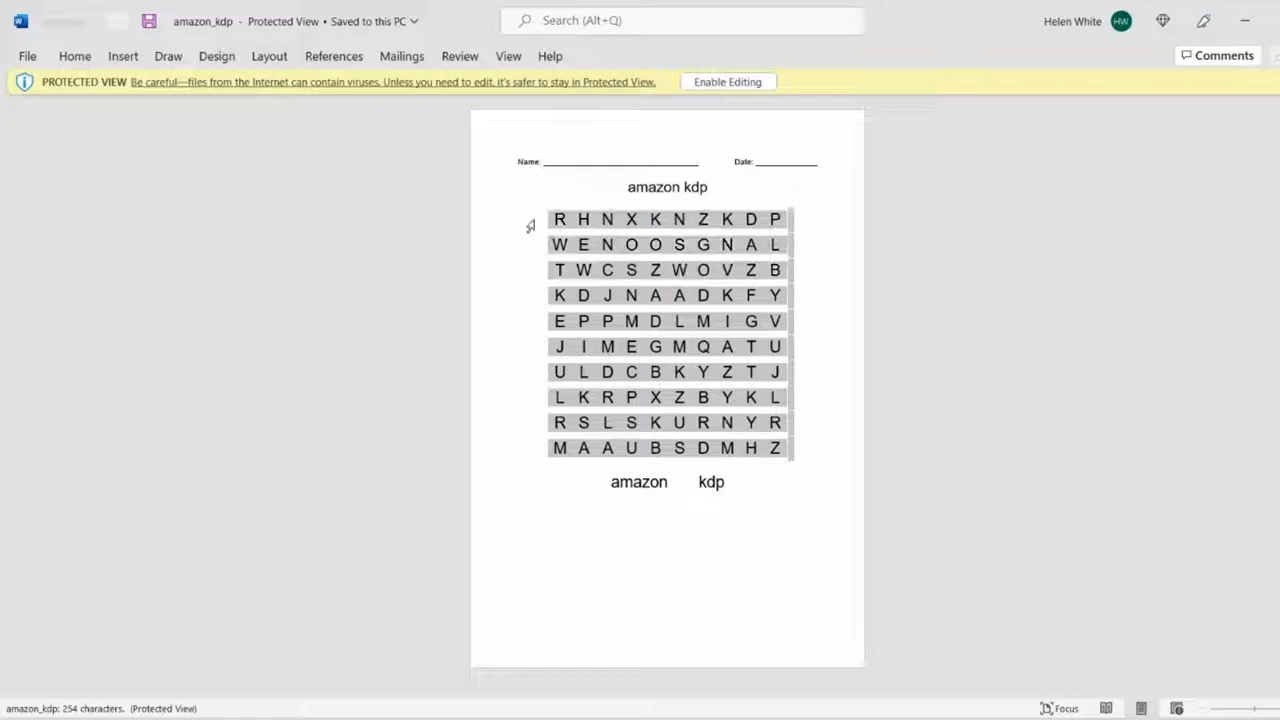 amazon_kdp - Protected View • Saved to this PC
Search (Alt+Q)
Helen White HW
File Home Insert Draw Design Layout References Mailings Review View Help
Comments
PROTECTED VIEW Be careful—files from the Internet can contain viruses. Unless you need to edit, it's safer to stay in Protected View. Enable Editing
Name: Date:
amazon kdp
R H N X K N Z K D P
W E N O O S G N A L
T W C S Z W O V Z B
K D J N A A D K F Y
E P P M D L M I G V
J I M E G M Q A T U
U L D C B K Y Z T J
L K R P X Z B Y K L
R S L S K U R N Y R
M A A U B S D M H Z
amazon kdp
amazon_kdp: 254 characters. (Protected View)
Focus